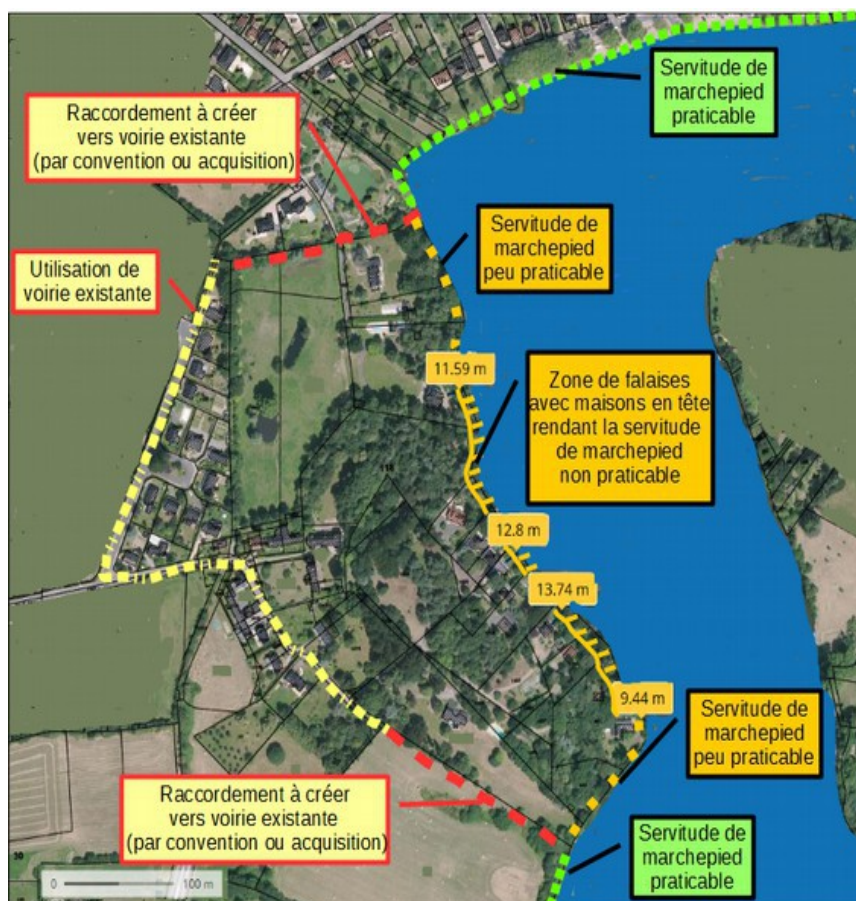 Servitude de
marchepied
praticable
Raccordement à créer
vers voirie existante
(par convention ou acquisition)
Servitude de
marchepied
peu praticable
Utilisation de
voirie existante
11.59 m
Zone de falaises
avec maisons en tête
rendant la servitude
de marchepied
non praticable
12.8 m
13.74 m
9.44 m
Servitude de
marchepied
peu praticable
Raccordement à créer
vers voirie existante
(par convention ou acquisition)
Servitude de
marchepied
praticable
0 100 m